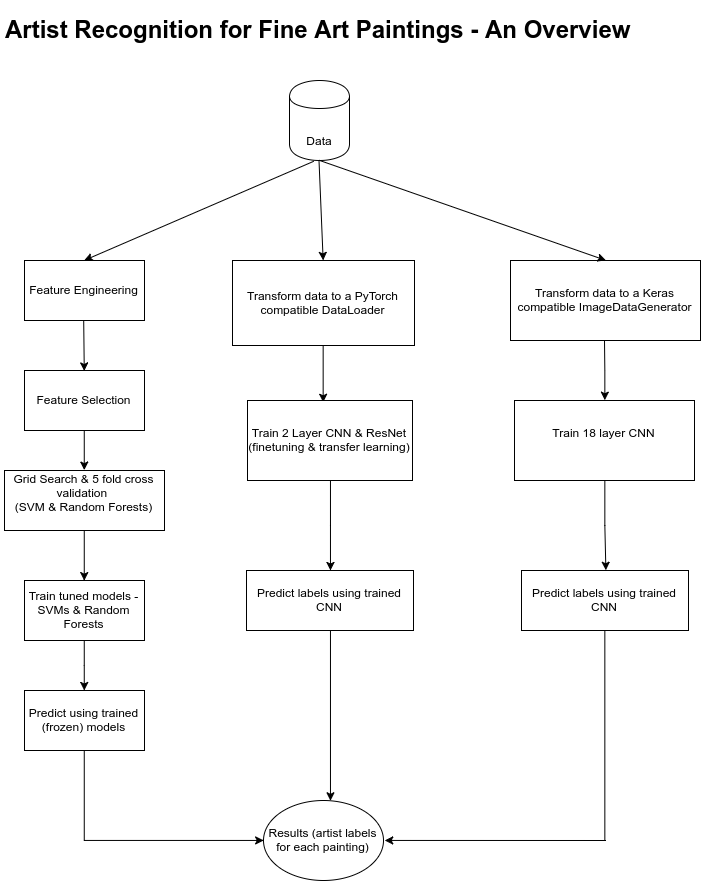 Artist Recognition for Fine Art Paintings - An Overview
Data
Feature Engineering
Transform data to a PyTorch
compatible DataLoader
Transform data to a Keras
compatible ImageDataGenerator
Feature Selection
Train 2 Layer CNN & ResNet
(finetuning & transfer learning)
Train 18 layer CNN
Grid Search & 5 fold cross
validation
(SVM & Random Forests)
Train tuned models -
SVMs & Random
Forests
Predict labels using trained
CNN
Predict labels using trained
CNN
Predict using trained
(frozen) models
Results (artist labels
for each painting)